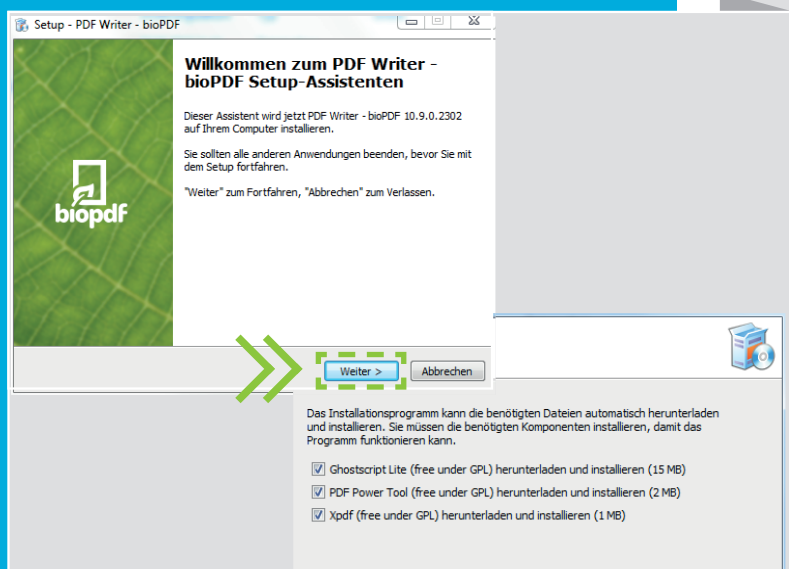 Setup - PDF Writer - bioPDF
Willkommen zum PDF Writer -
bioPDF Setup-Assistenten
Dieser Assistent wird jetzt PDF Writer - bioPDF 10.9.0.2302
auf Ihrem Computer installieren.
Sie sollten alle anderen Anwendungen beenden, bevor Sie mit
dem Setup fortfahren.
"Weiter" zum Fortfahren, "Abbrechen" zum Verlassen.
biopdf
Weiter >
Abbrechen
Das Installationsprogramm kann die benötigten Dateien automatisch herunterladen
und installieren. Sie müssen die benötigten Komponenten installieren, damit das
Programm funktionieren kann.
Ghostscript Lite (free under GPL) herunterladen und installieren (15 MB)
PDF Power Tool (free under GPL) herunterladen und installieren (2 MB)
Xpdf (free under GPL) herunterladen und installieren (1 MB)